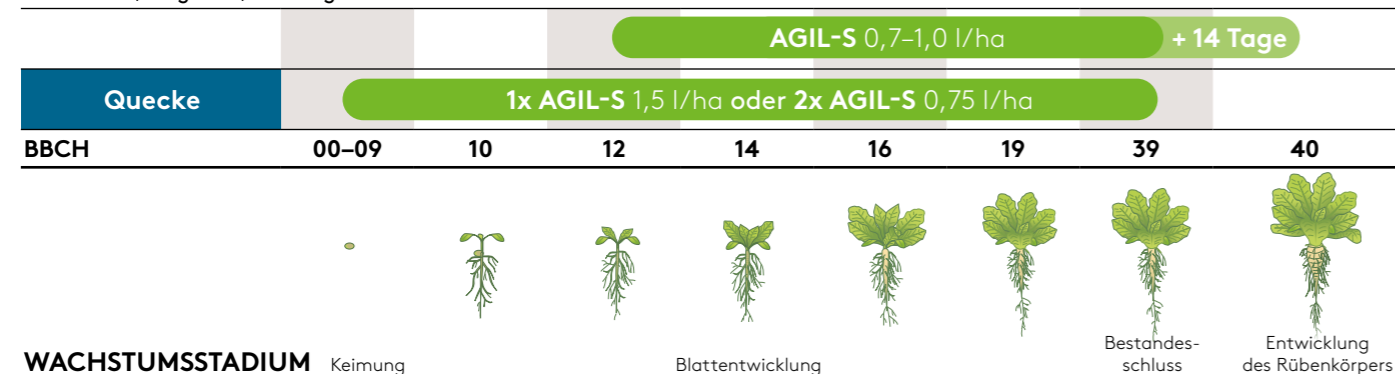 AGIL-S 0,7–1,0 l/ha + 14 Tage
Quecke 1x AGIL-S 1,5 l/ha oder 2x AGIL-S 0,75 l/ha
BBCH 00–09 10 12 14 16 19 39 40
WACHSTUMSSTADIUM Keimung Blattentwicklung Bestandes-
schluss Entwicklung
des Rübenkörpers